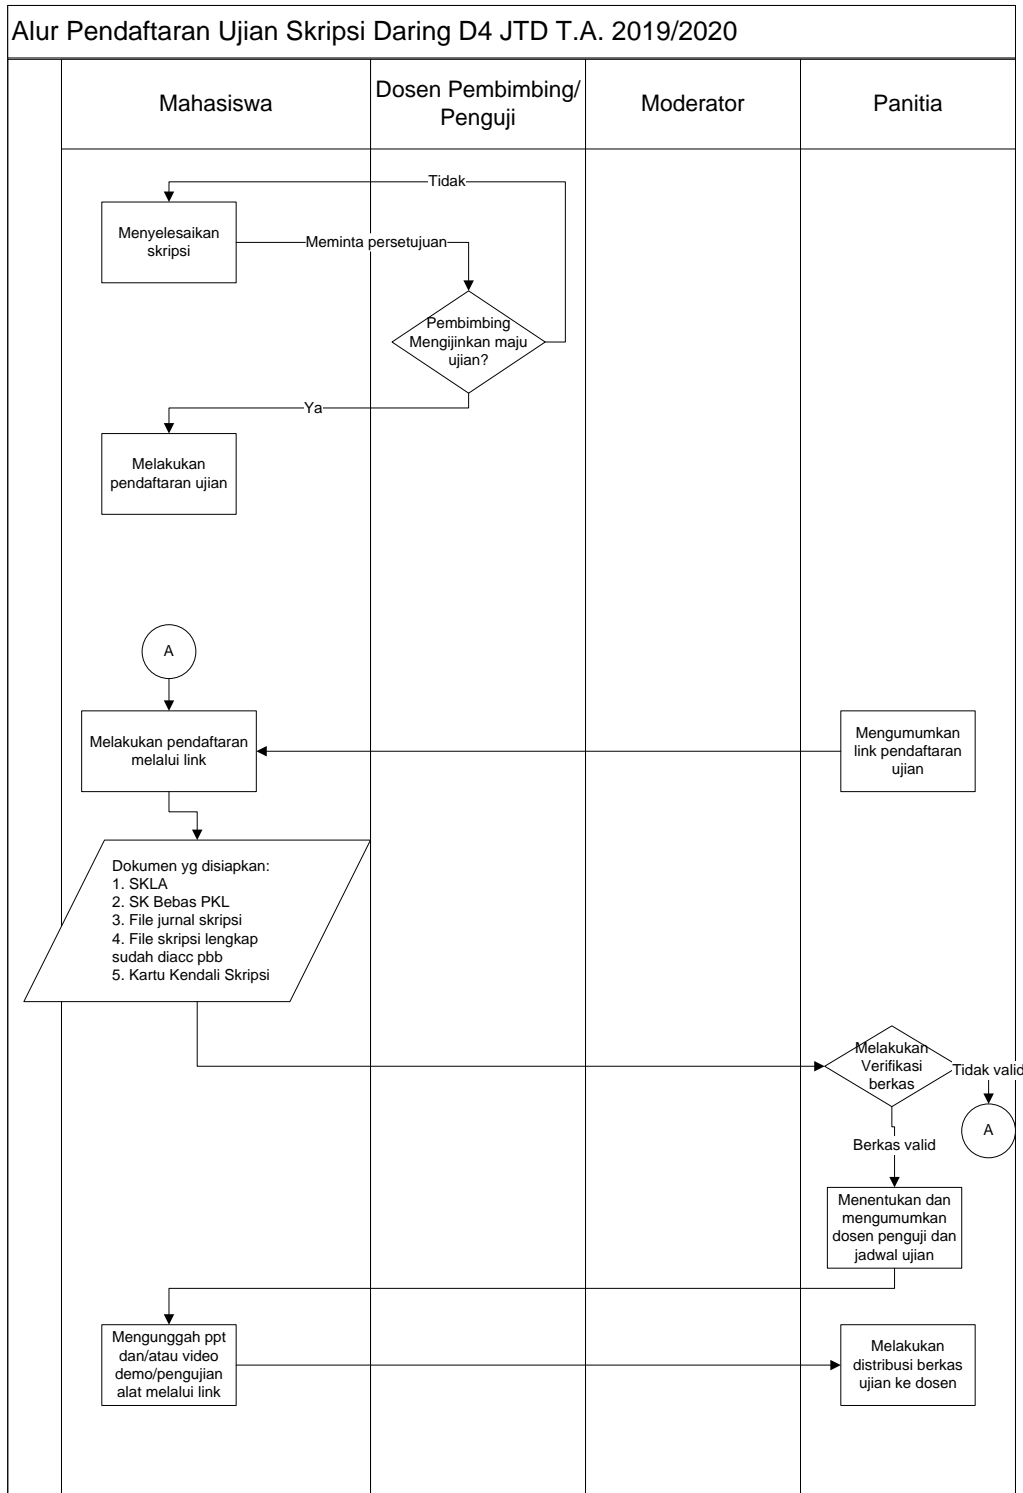 Alur Pendaftaran Ujian Skripsi Daring D4 JTD T.A. 2019/2020
Mahasiswa
Dosen Pembimbing/
Penguji
Moderator
Panitia
Tidak
Menyelesaikan
skripsi
Meminta persetujuan
Pembimbing
Mengijinkan maju
ujian?
Ya
Melakukan
pendaftaran ujian
A
Melakukan pendaftaran
melalui link
Mengumumkan
link pendaftaran
ujian
Dokumen yg disiapkan:
1. SKLA
2. SK Bebas PKL
3. File jurnal skripsi
4. File skripsi lengkap
sudah diacc pbb
5. Kartu Kendali Skripsi
Melakukan
Verifikasi
berkas
Tidak valid
A
Berkas valid
Menentukan dan
mengumumkan
dosen penguji dan
jadwal ujian
Mengunggah ppt
dan/atau video
demo/pengujian
alat melalui link
Melakukan
distribusi berkas
ujian ke dosen